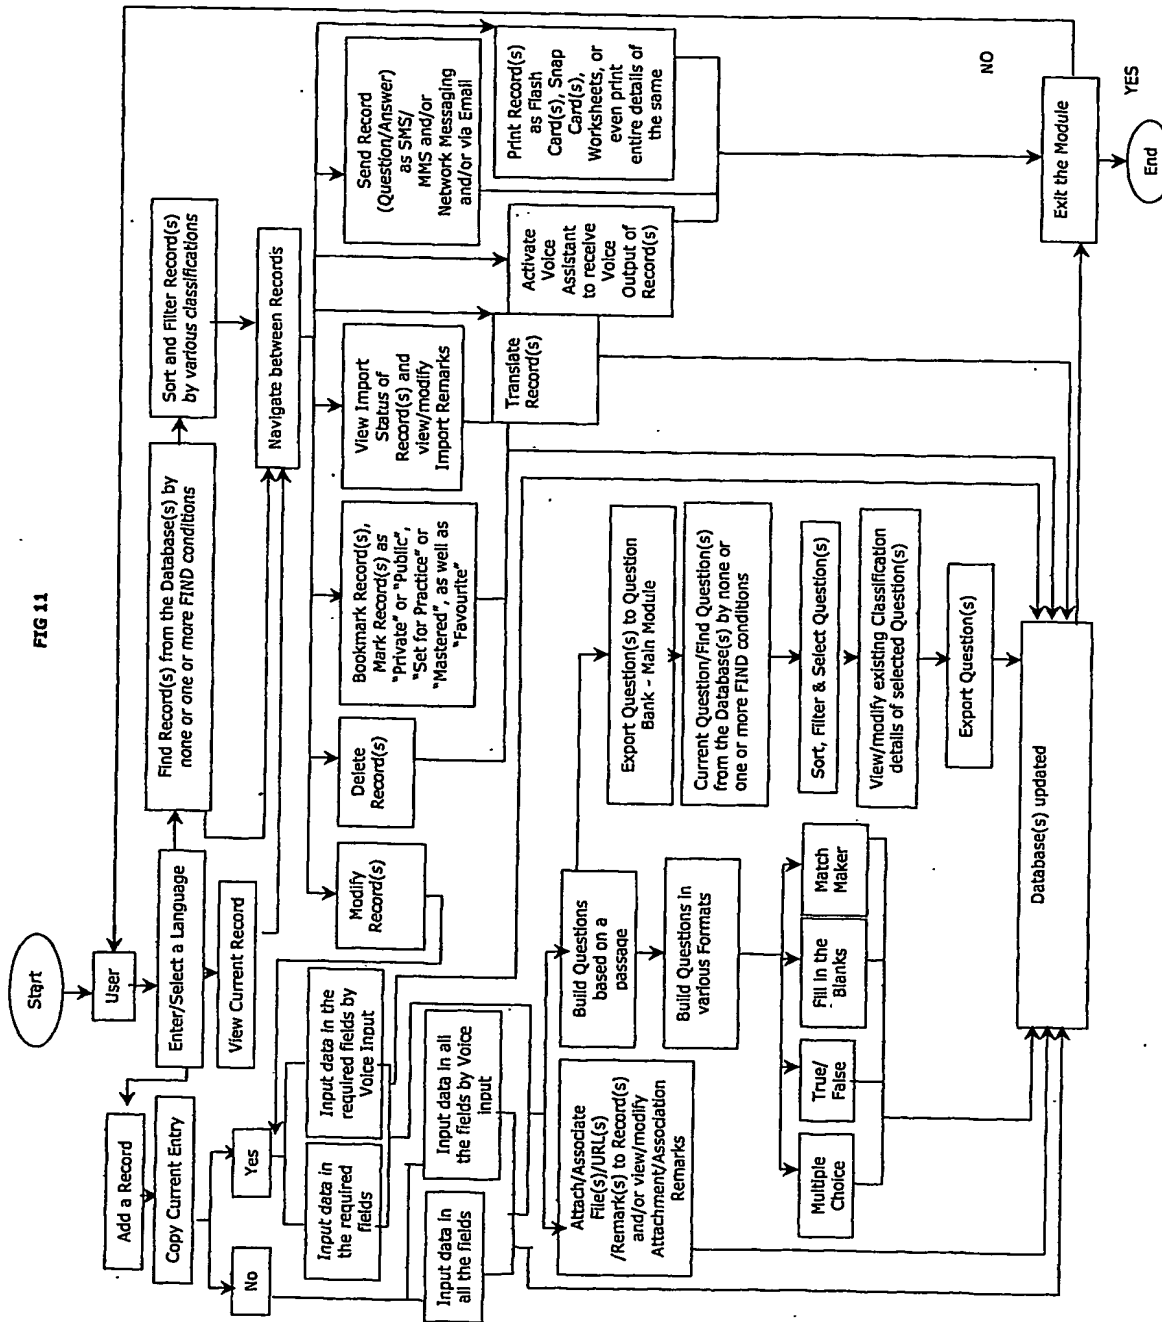 FIG 11
Start
User
Enter/Select a Language
View Current Record
Add a Record
Copy Current Entry
No
Yes
Find Record(s) from the Database(s) by
none or one or more FIND conditions
Sort and Filter Record(s)
by various classifications
Navigate between Records
Input data in
the required
fields
Input data in the
required fields by
Voice Input
Input data in
all the fields
Input data in all
the fields by Voice
input
Modify
Record(s)
Delete
Record(s)
Bookmark Record(s),
Mark Record(s) as
"Private" or "Public",
"Set for Practice" or
"Mastered", as well as
"Favourite"
View Import
Status of
Record(s) and
view/modify
Import Remarks
Translate
Record(s)
Activate
Voice
Assistant
to receive
Voice
Output of
Record(s)
Send Record
(Question/Answer)
as SMS/
MMS and/or
Network Messaging
and/or via Email
Print Record(s)
as Flash
Card(s), Snap
Card(s),
Worksheets, or
even print
entire details of
the same
Attach/Associate
File(s)/URL(s)
/Remark(s) to Record(s)
and/or view/modify
Attachment/Association
Remarks
Build Questions
based on a
passage
Build Questions in
various Formats
Multiple
Choice
True/
False
Fill in the
Blanks
Match
Maker
Export Question(s) to Question
Bank - Main Module
Current Question/Find Question(s)
from the Database(s) by none or
one or more FIND conditions
Sort, Filter & Select Question(s)
View/modify existing Classification
details of selected Question(s)
Export Question(s)
Database(s) updated
Exit the Module
NO
YES
End